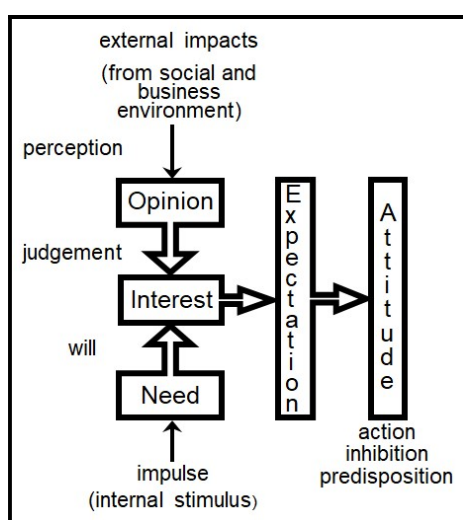 external impacts
(from social and
business
environment)
perception
Opinion
judgement
Interest
will
Need
impulse
(internal stimulus)
Expectation
Attitude
action
inhibition
predisposition